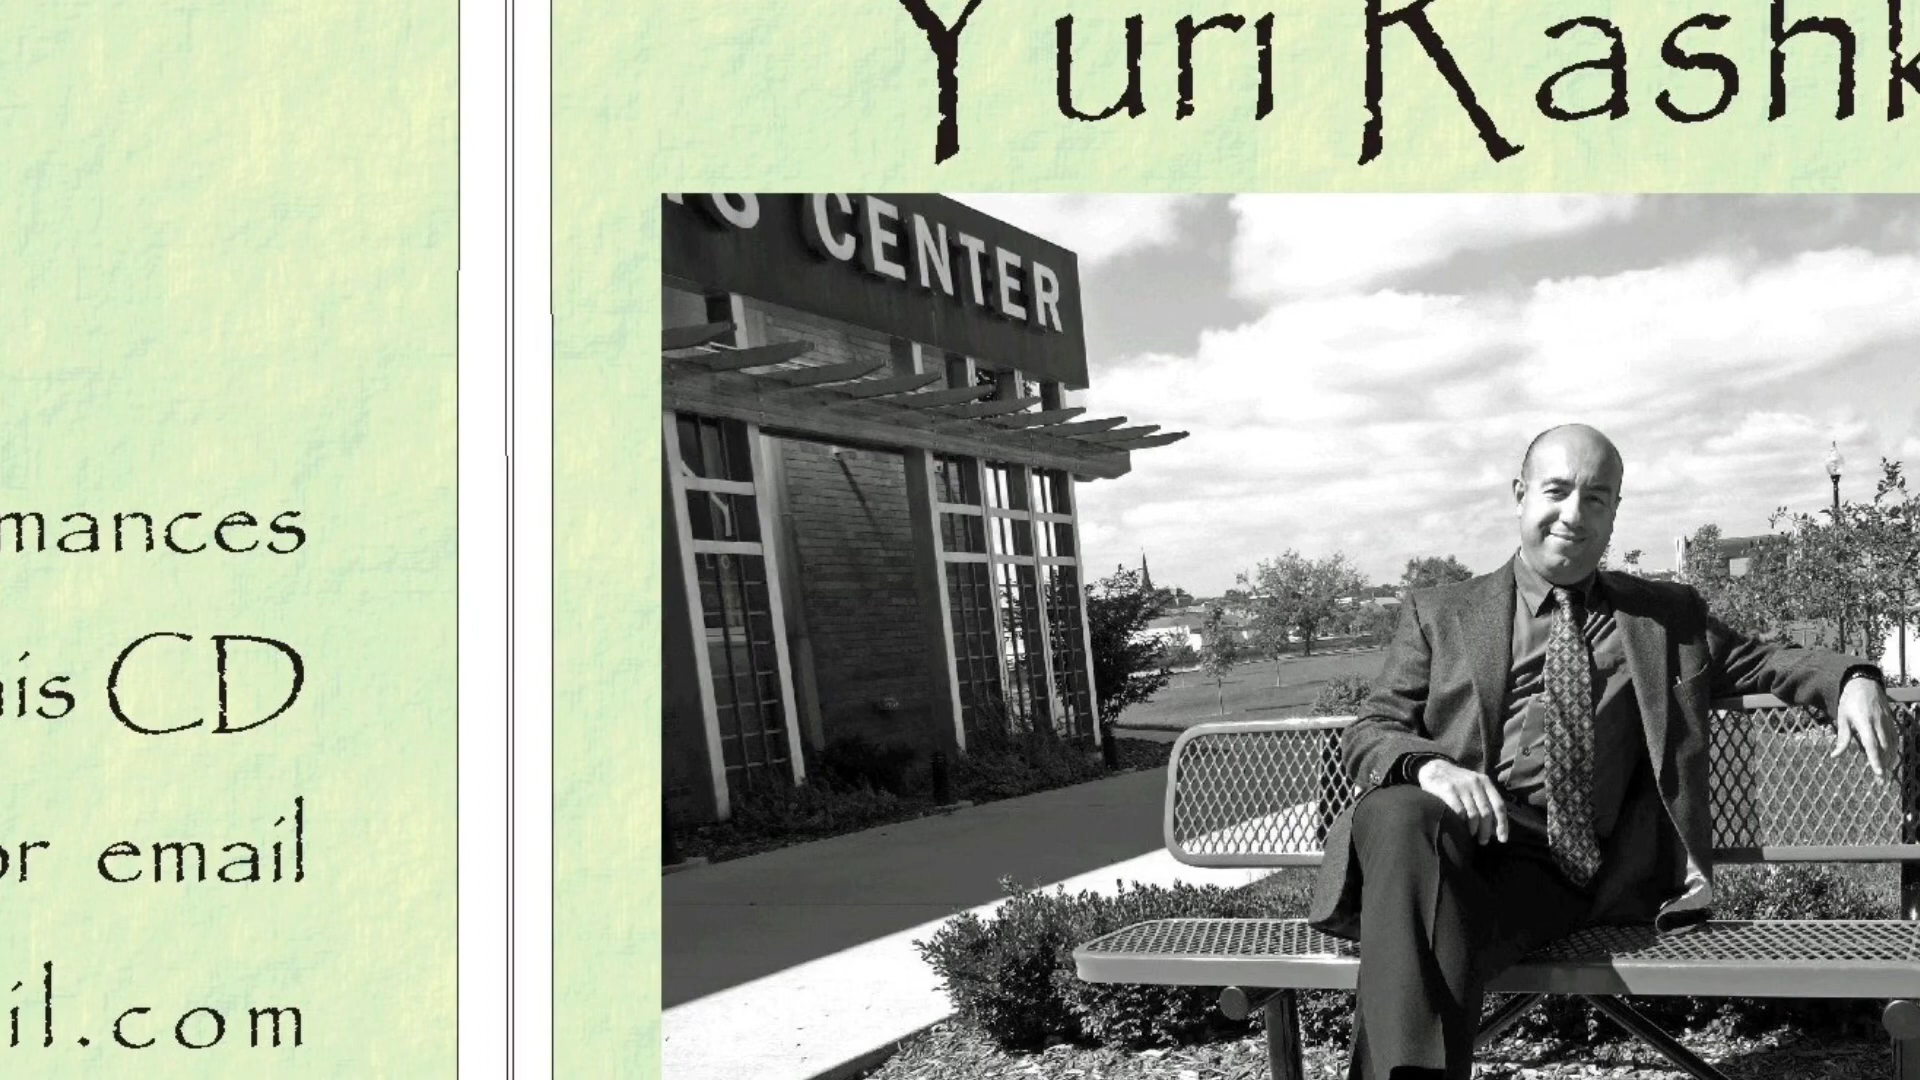 Yuri Kashk
CENTER
mances
is CD
or email
il.com